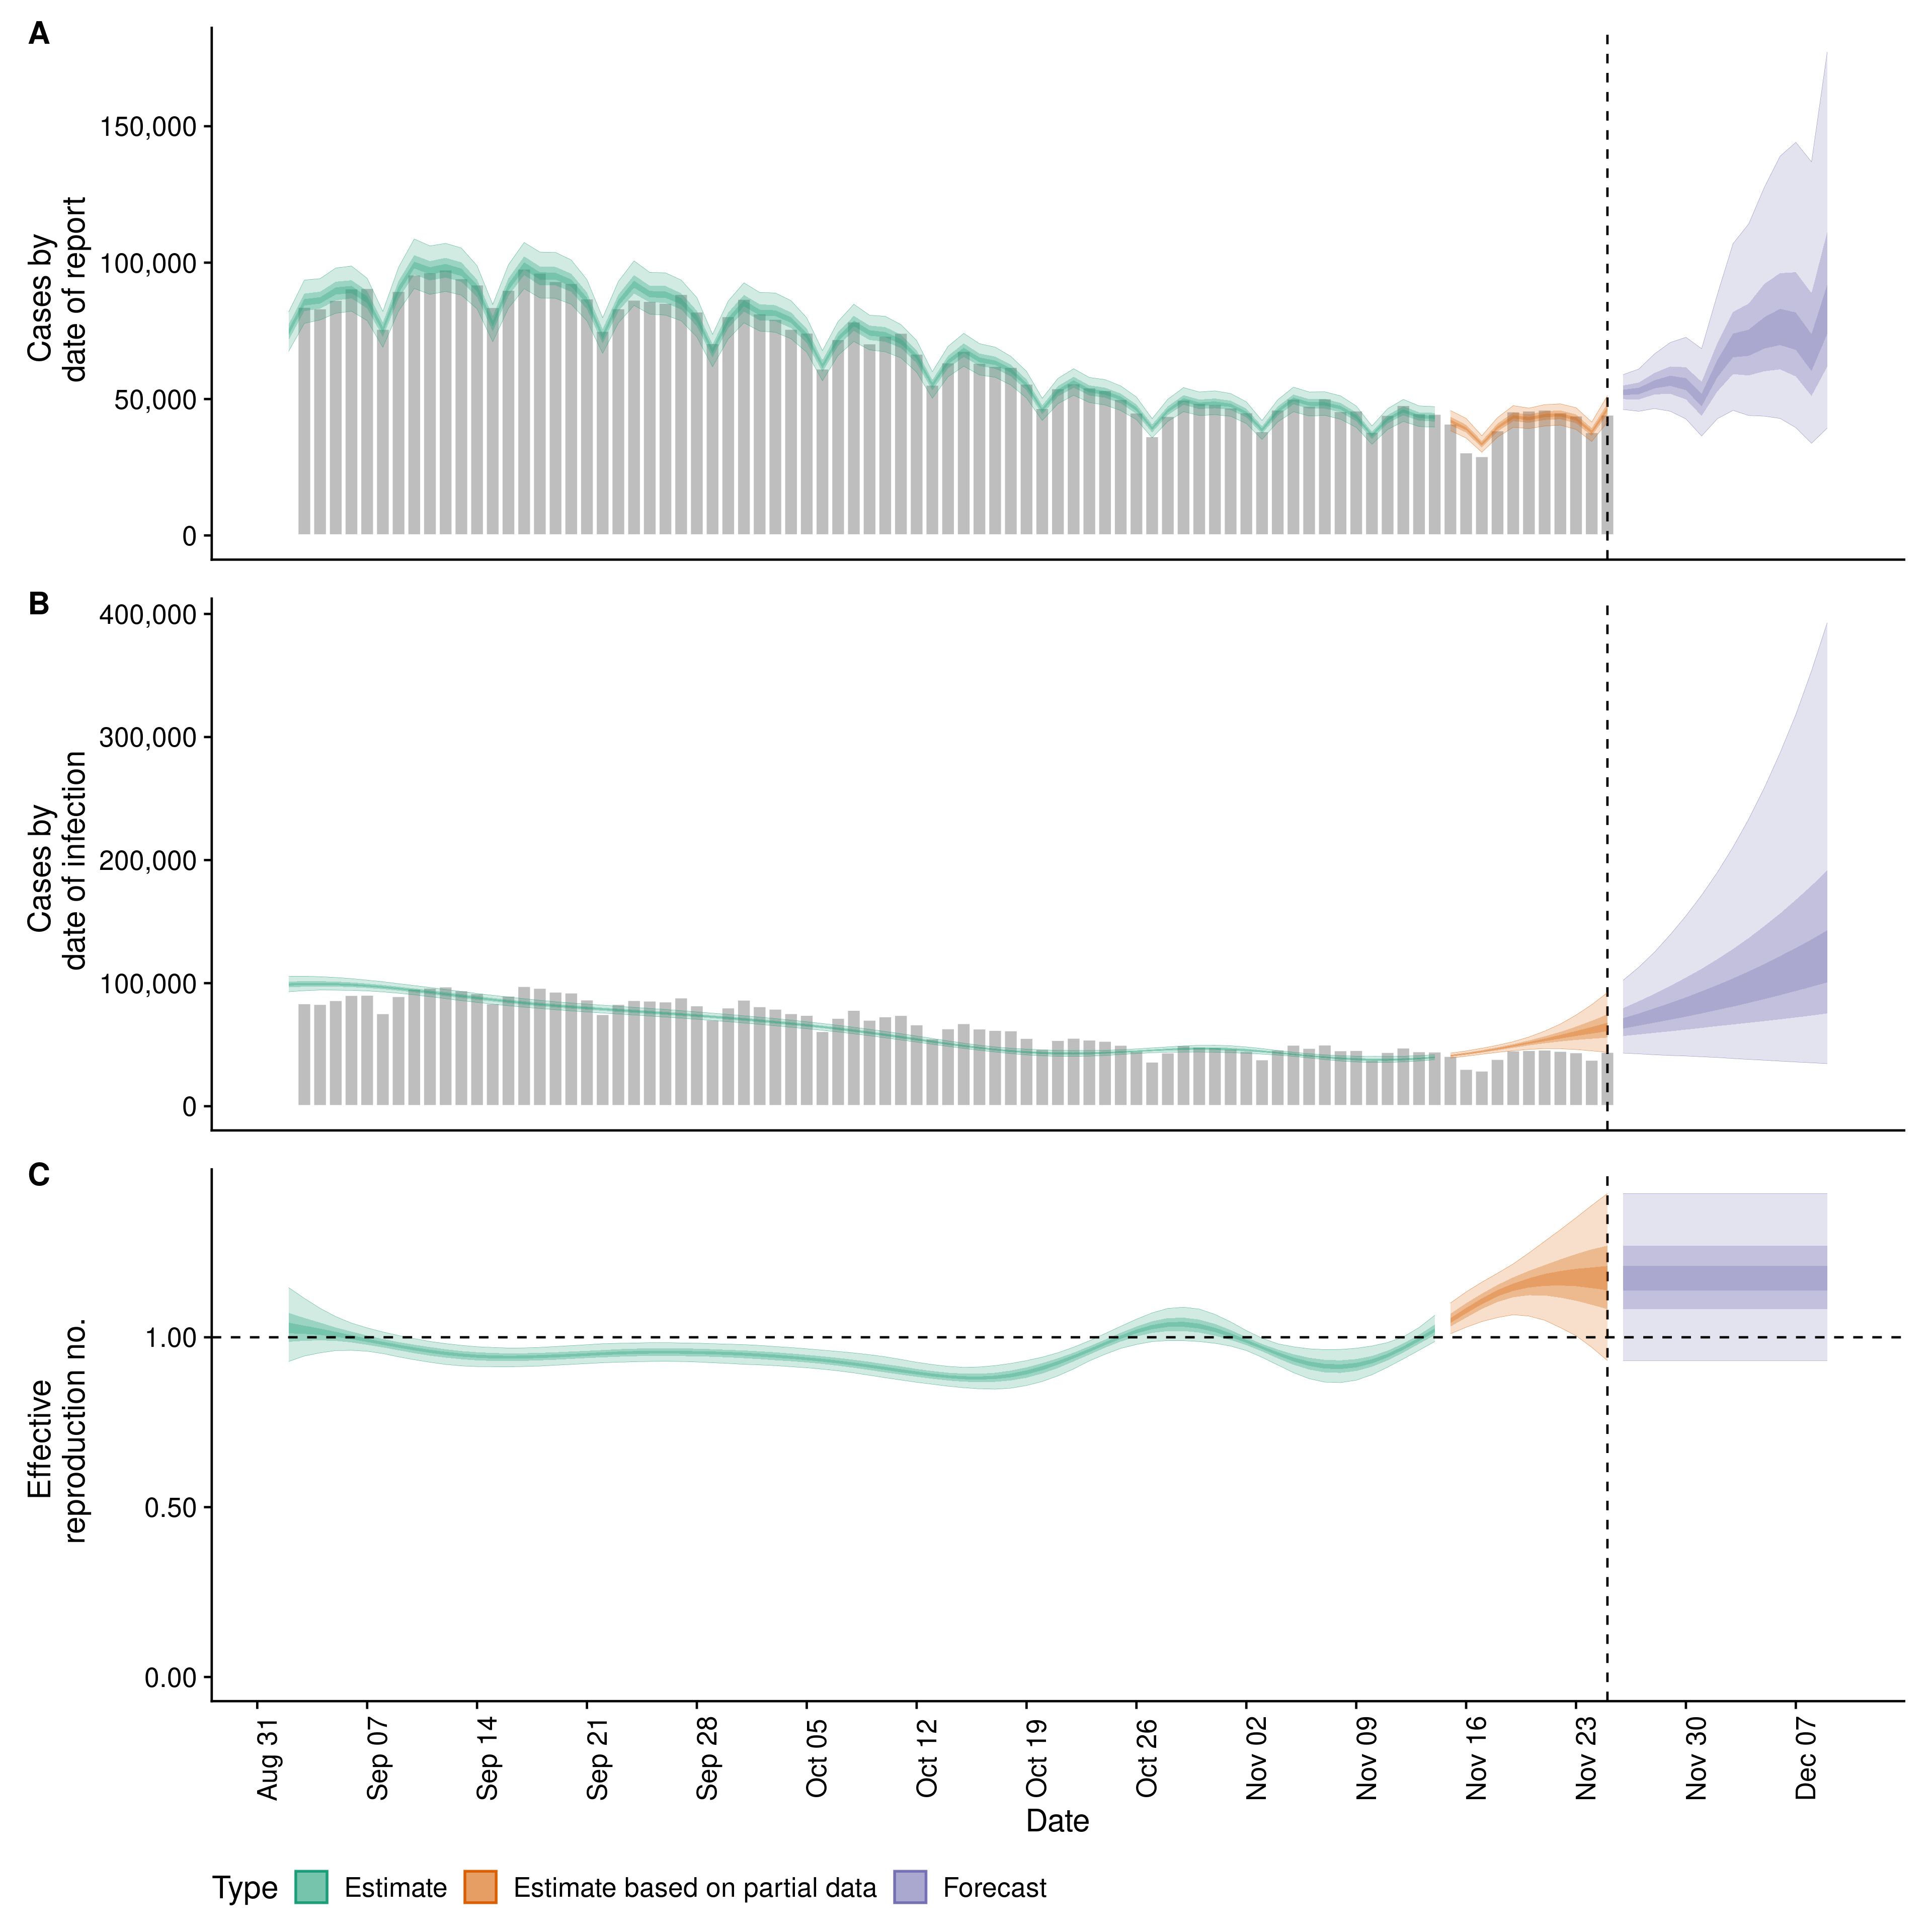 A
150,000
100,000
50,000
0
Cases by
date of report
B
400,000
300,000
200,000
100,000
0
Cases by
date of infection
C
1.00
0.50
0.00
Effective
reproduction no.
Aug 31
Sep 07
Sep 14
Sep 21
Sep 28
Oct 05
Oct 12
Oct 19
Oct 26
Nov 02
Nov 09
Nov 16
Nov 23
Nov 30
Dec 07
Date
Type Estimate Estimate based on partial data Forecast